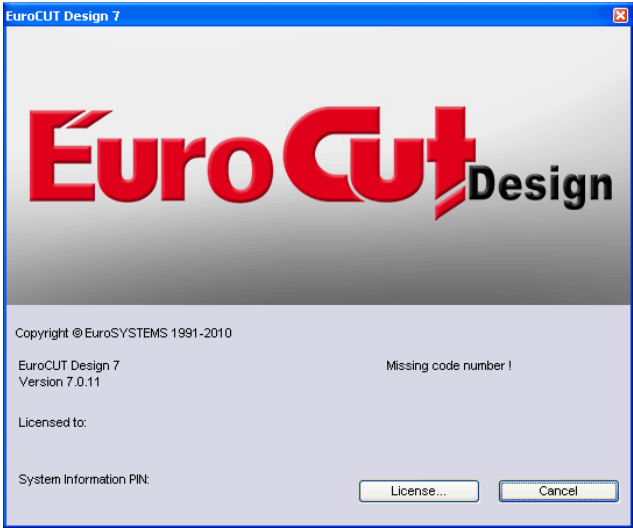 EuroCUT Design 7
EuroCut Design
Copyright © EuroSYSTEMS 1991-2010
EuroCUT Design 7
Missing code number !
Version 7.0.11
Licensed to:
System Information PIN:
License...
Cancel